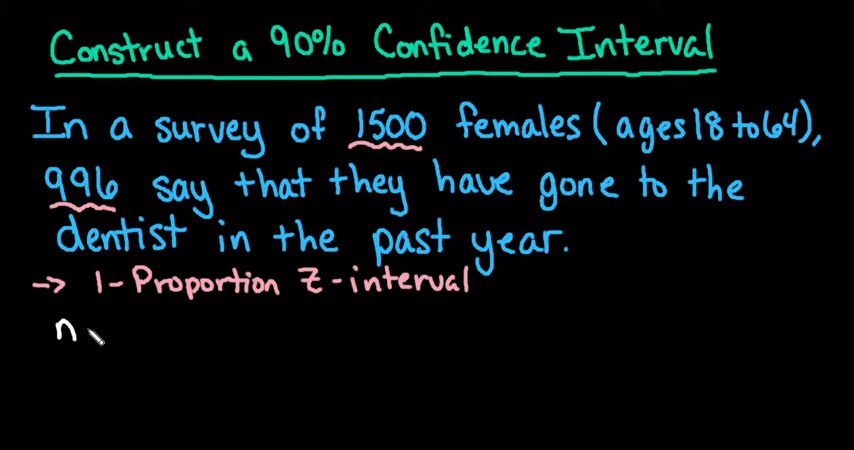 Construct a 90% Confidence Interval
In a survey of 1500 females (ages 18 to 64),
996 say that they have gone to the
dentist in the past year.
→ 1-Proportion Z-interval
n